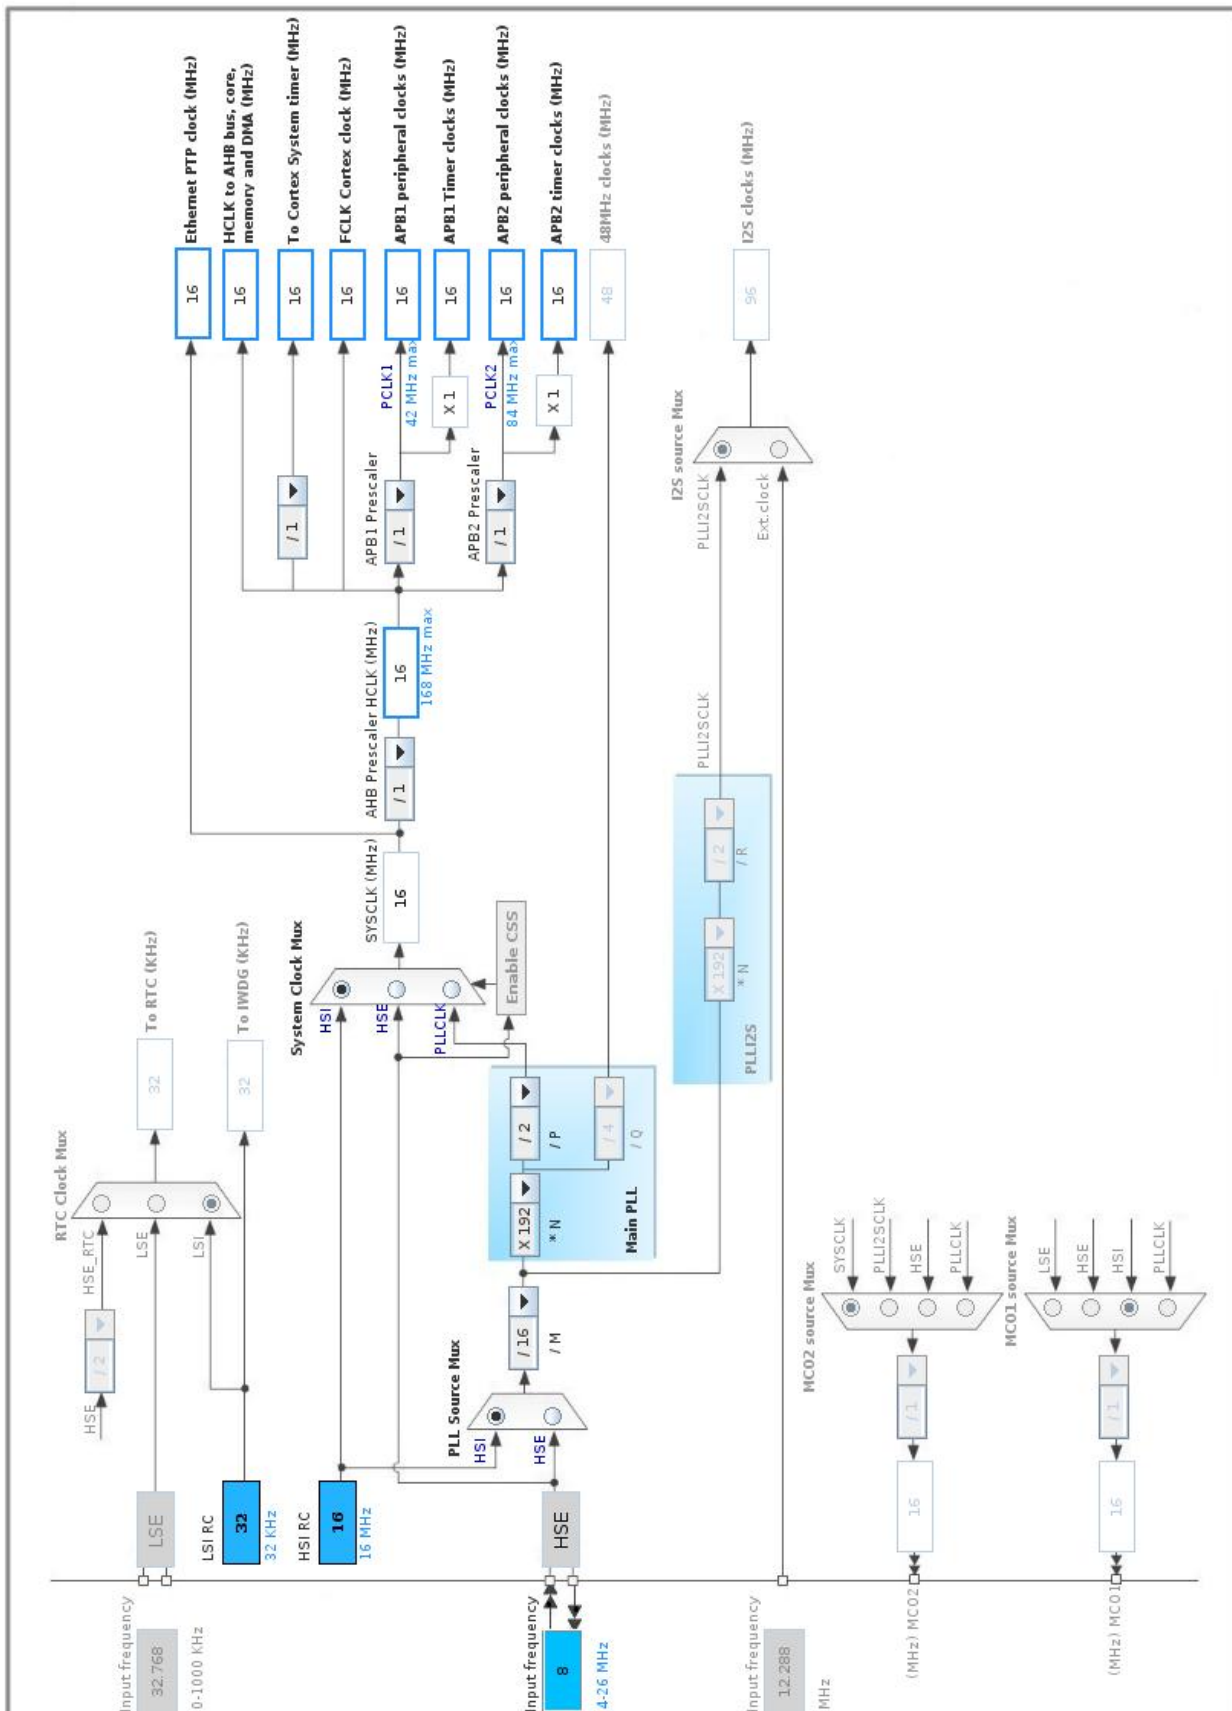 Input frequency
32.768
0-1000 KHz
LSE
HSE
/ 2
HSE_RTC
LSE
LSI
RTC Clock Mux
32
To RTC (KHz)
LSI RC
32
32 KHz
32
To IWDG (KHz)
HSI RC
16
16 MHz
Input frequency
8
4-26 MHz
HSE
PLL Source Mux
HSI
HSE
/ 16
/ M
X 192
* N
/ 2
/ P
/ 4
/ Q
Main PLL
System Clock Mux
HSI
HSE
PLLCLK
Enable CSS
SYSCLK (MHz)
16
AHB Prescaler
/ 1
HCLK (MHz)
16
168 MHz max
/ 1
APB1 Prescaler
/ 1
PCLK1
42 MHz max
X 1
APB2 Prescaler
/ 1
PCLK2
84 MHz max
X 1
16
Ethernet PTP clock (MHz)
16
HCLK to AHB bus, core,
memory and DMA (MHz)
16
To Cortex System timer (MHz)
16
FCLK Cortex clock (MHz)
16
APB1 peripheral clocks (MHz)
16
APB1 Timer clocks (MHz)
16
APB2 peripheral clocks (MHz)
16
APB2 timer clocks (MHz)
48
48MHz clocks (MHz)
X 192
* N
/ 2
/ R
PLLI2S
PLLI2SCLK
I2S source Mux
PLLI2SCLK
Ext.clock
96
I2S clocks (MHz)
Input frequency
12.288
MHz
MCO2 source Mux
SYSCLK
PLLI2SCLK
HSE
PLLCLK
/ 1
16
(MHz) MCO2
MCO1 source Mux
LSE
HSE
HSI
PLLCLK
/ 1
16
(MHz) MCO1